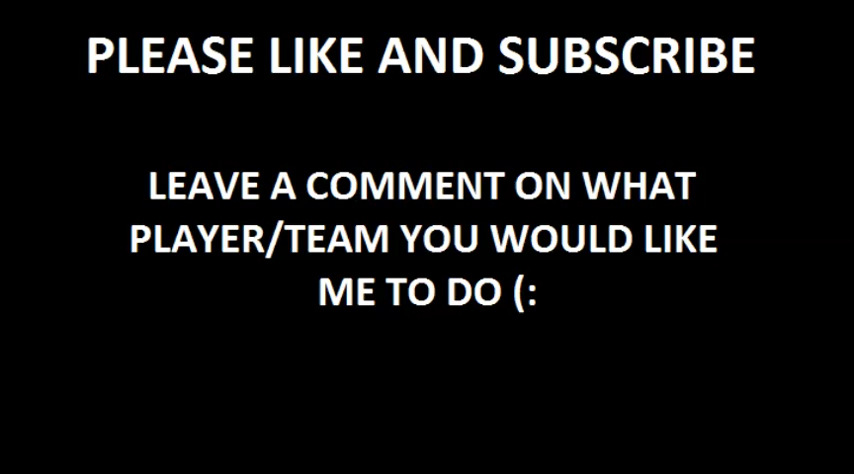 PLEASE LIKE AND SUBSCRIBE
LEAVE A COMMENT ON WHAT
PLAYER/TEAM YOU WOULD LIKE
ME TO DO (: